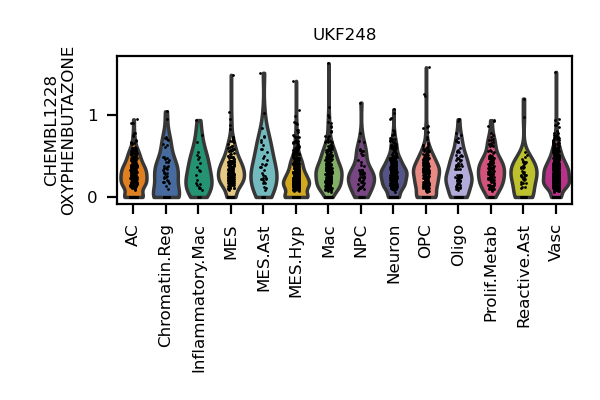 UKF248
CHEMBL1228
OXYPHENBUTAZONE
1
0
AC
Chromatin.Reg
Inflammatory.Mac
MES
MES.Ast
MES.Hyp
Mac
NPC
Neuron
OPC
Oligo
Prolif.Metab
Reactive.Ast
Vasc